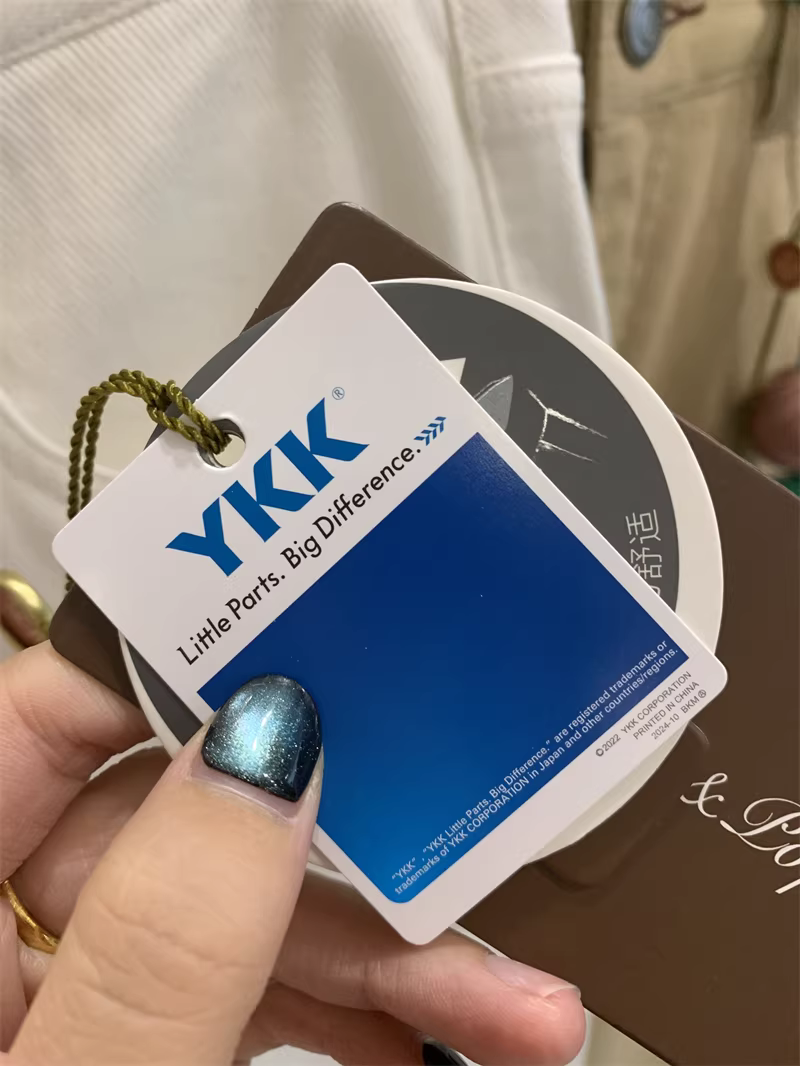 YKK®
Little Parts. Big Difference.
"YKK", "YKK Little Parts. Big Difference." are registered trademarks or
trademarks of YKK CORPORATION in Japan and other countries/regions.
©2022 YKK CORPORATION
PRINTED IN CHINA
2024-10 BKM®
舒适
&